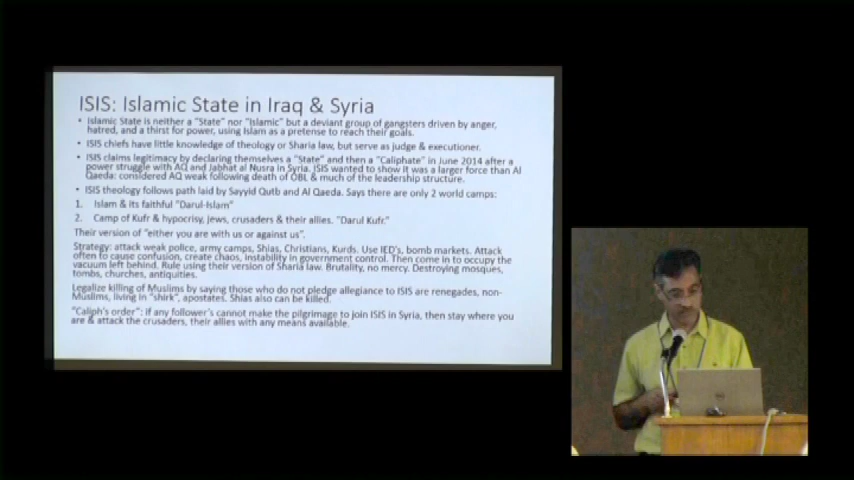 ISIS: Islamic State in Iraq & Syria
• Islamic State is neither a "State" nor "Islamic" but a deviant group of gangsters driven by anger,
hatred, and a thirst for power, using Islam as a pretense to reach their goals.
• ISIS chiefs have little knowledge of theology or Sharia law, but serve as judge & executioner.
• ISIS claims legitimacy by declaring themselves a "State" and then a "Caliphate" in June 2014 after a
power struggle with AQ and Jabhat al Nusra in Syria. ISIS wanted to show it was a larger force than Al
Qaeda: considered AQ weak following death of OBL & much of the leadership structure.
• ISIS theology follows path laid by Sayyid Qutb and Al Qaeda. Says there are only 2 world camps:
1. Islam & its faithful "Darul-Islam"
2. Camp of Kufr & hypocrisy, jews, crusaders & their allies. "Darul Kufr."
Their version of "either you are with us or against us".
Strategy: attack weak police, army camps, Shias, Christians, Kurds. Use IED's, bomb markets. Attack
often to cause confusion, create chaos, instability in government control. Then come in to occupy the
vacuum left behind. Rule using their version of Sharia law. Brutality, no mercy. Destroying mosques,
tombs, churches, antiquities.
Legalize killing of Muslims by saying those who do not pledge allegiance to ISIS are renegades, non-
Muslims, living in "shirk", apostates. Shias also can be killed.
"Caliph's order": if any follower's cannot make the pilgrimage to join ISIS in Syria, then stay where you
are & attack the crusaders, their allies with any means available.